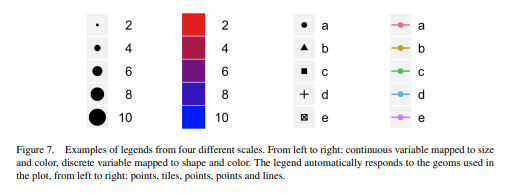 2 2 a a
4 4 b b
6 6 c c
8 8 d d
10 10 e e
Figure 7. Examples of legends from four different scales. From left to right: continuous variable mapped to size
and color, discrete variable mapped to shape and color. The legend automatically responds to the geoms used in
the plot, from left to right: points, tiles, points, points and lines.